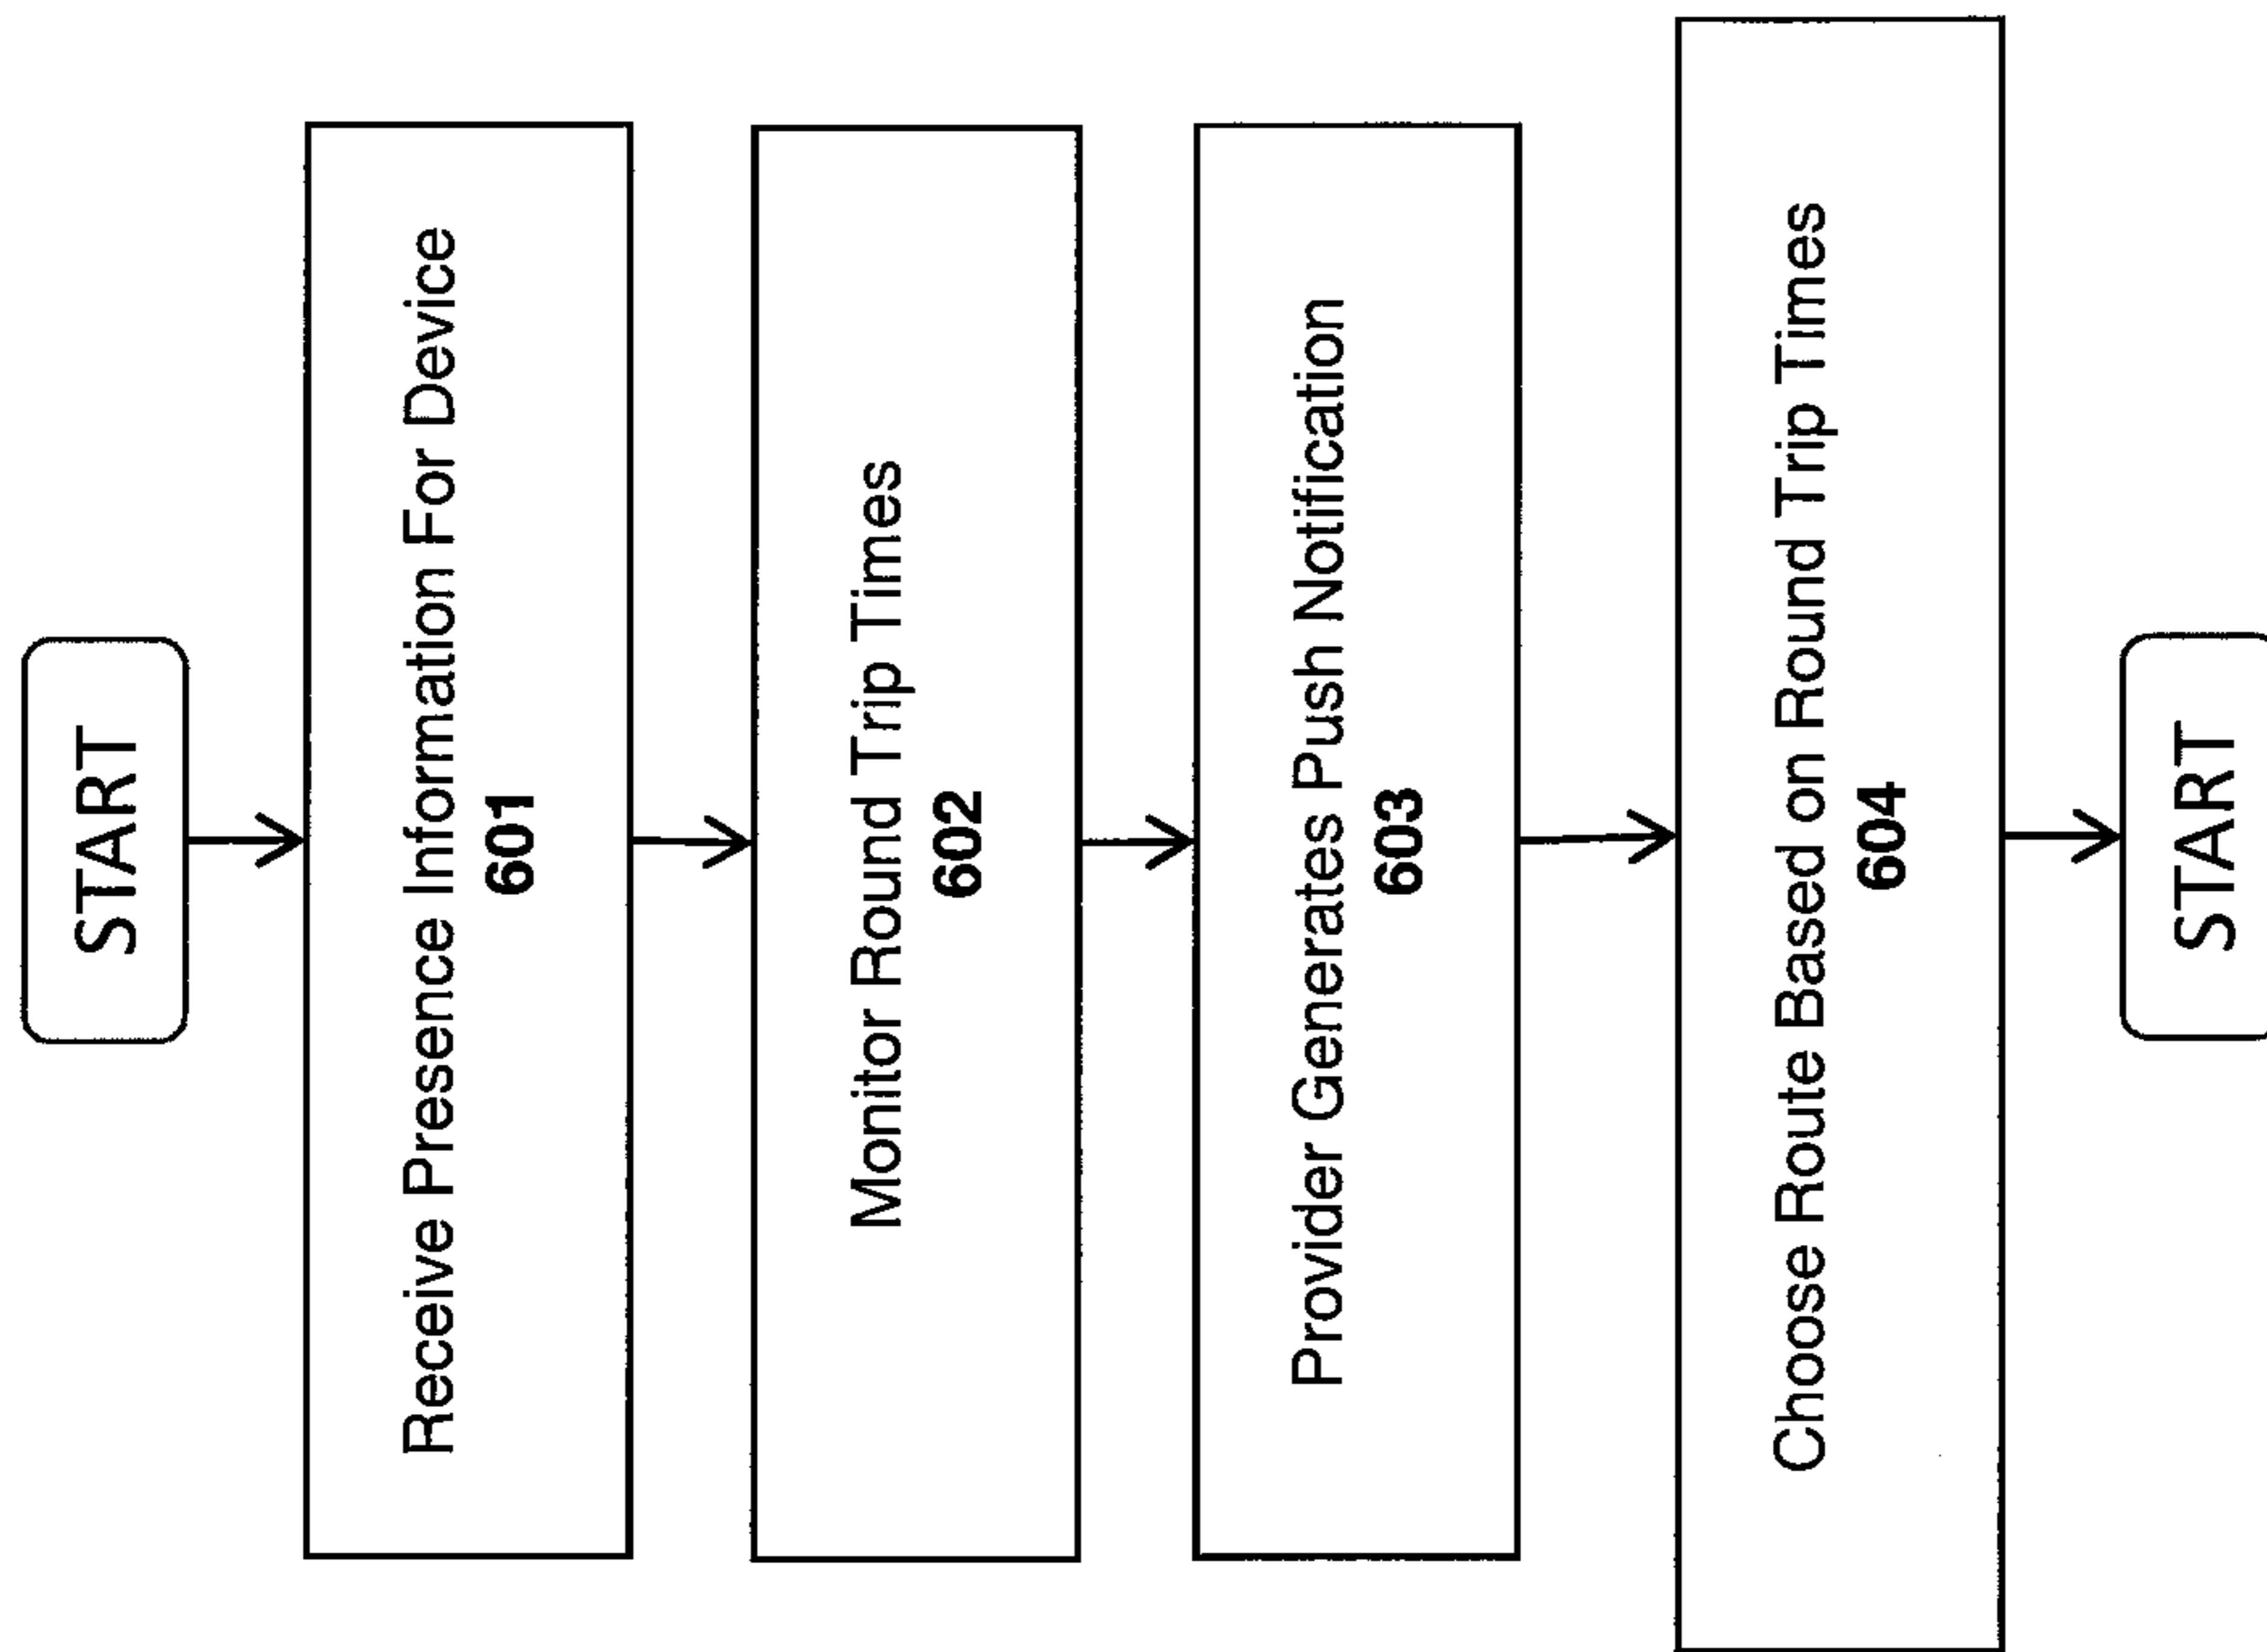 START
Receive Presence Information For Device
601
Monitor Round Trip Times
602
Provider Generates Push Notification
603
Choose Route Based on Round Trip Times
604
START